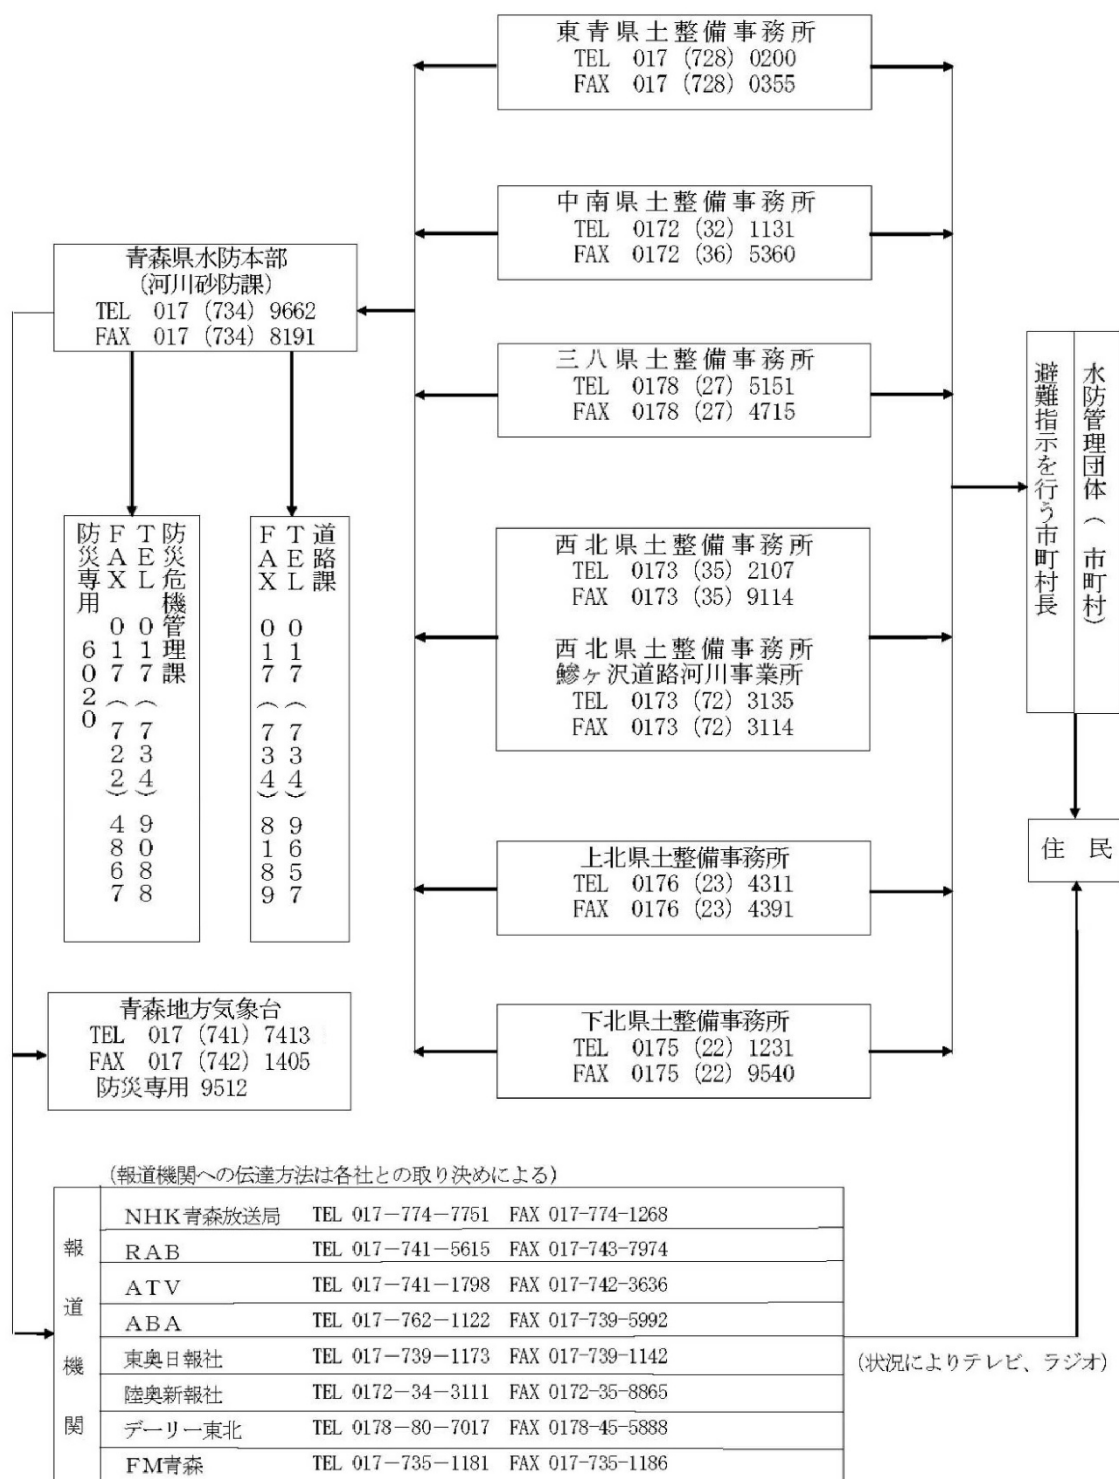 東青県土整備事務所
TEL 017 (728) 0200
FAX 017 (728) 0355
中南県土整備事務所
TEL 0172 (32) 1131
FAX 0172 (36) 5360
青森県水防本部
(河川砂防課)
TEL 017 (734) 9662
FAX 017 (734) 8191
三八県土整備事務所
TEL 0178 (27) 5151
FAX 0178 (27) 4715
水防管理団体（ 市町村）
避難指示を行う市町村長
防災危機管理課
TEL 017（734）9088
FAX 017（722）4867
防災専用 6020
道路課
TEL 017（734）9657
FAX 017（734）8189
西北県土整備事務所
TEL 0173 (35) 2107
FAX 0173 (35) 9114
西北県土整備事務所
鰺ヶ沢道路河川事業所
TEL 0173 (72) 3135
FAX 0173 (72) 3114
住 民
上北県土整備事務所
TEL 0176 (23) 4311
FAX 0176 (23) 4391
青森地方気象台
TEL 017 (741) 7413
FAX 017 (742) 1405
防災専用 9512
下北県土整備事務所
TEL 0175 (22) 1231
FAX 0175 (22) 9540
(報道機関への伝達方法は各社との取り決めによる)
報道機関
NHK青森放送局 TEL 017－774－7751 FAX 017-774-1268
RAB TEL 017－741－5615 FAX 017-743-7974
ATV TEL 017－741－1798 FAX 017-742-3636
ABA TEL 017－762－1122 FAX 017-739-5992
東奥日報社 TEL 017－739－1173 FAX 017-739-1142
陸奥新報社 TEL 0172－34－3111 FAX 0172-35-8865
デーリー東北 TEL 0178－80－7017 FAX 0178-45-5888
FM青森 TEL 017－735－1181 FAX 017-735-1186
(状況によりテレビ、ラジオ)